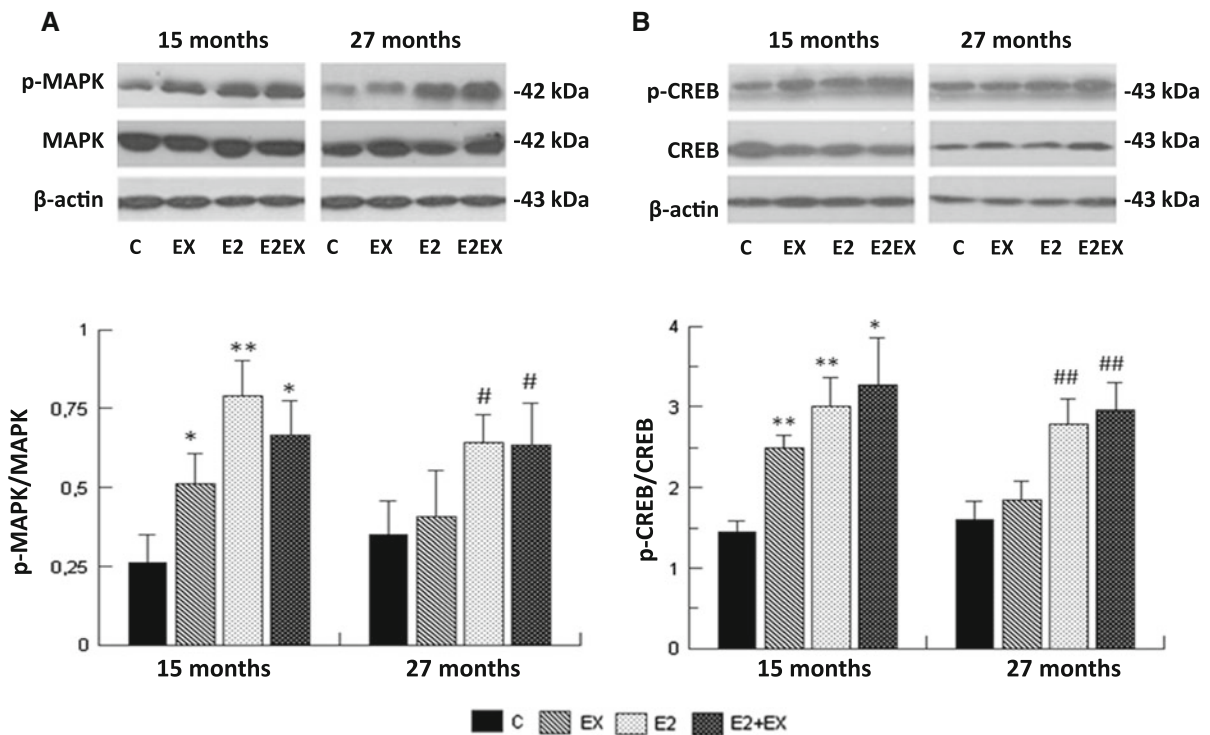 A
15 months 27 months
p-MAPK -42 kDa
MAPK -42 kDa
β-actin -43 kDa
C EX E2 E2EX C EX E2 E2EX
B
15 months 27 months
p-CREB -43 kDa
CREB -43 kDa
β-actin -43 kDa
C EX E2 E2EX C EX E2 E2EX
p-MAPK/MAPK
1
0,75
0,5
0,25
0
* ** * # #
15 months 27 months
p-CREB/CREB
4
3
2
1
0
** ** * ## ##
15 months 27 months
C EX E2 E2+EX